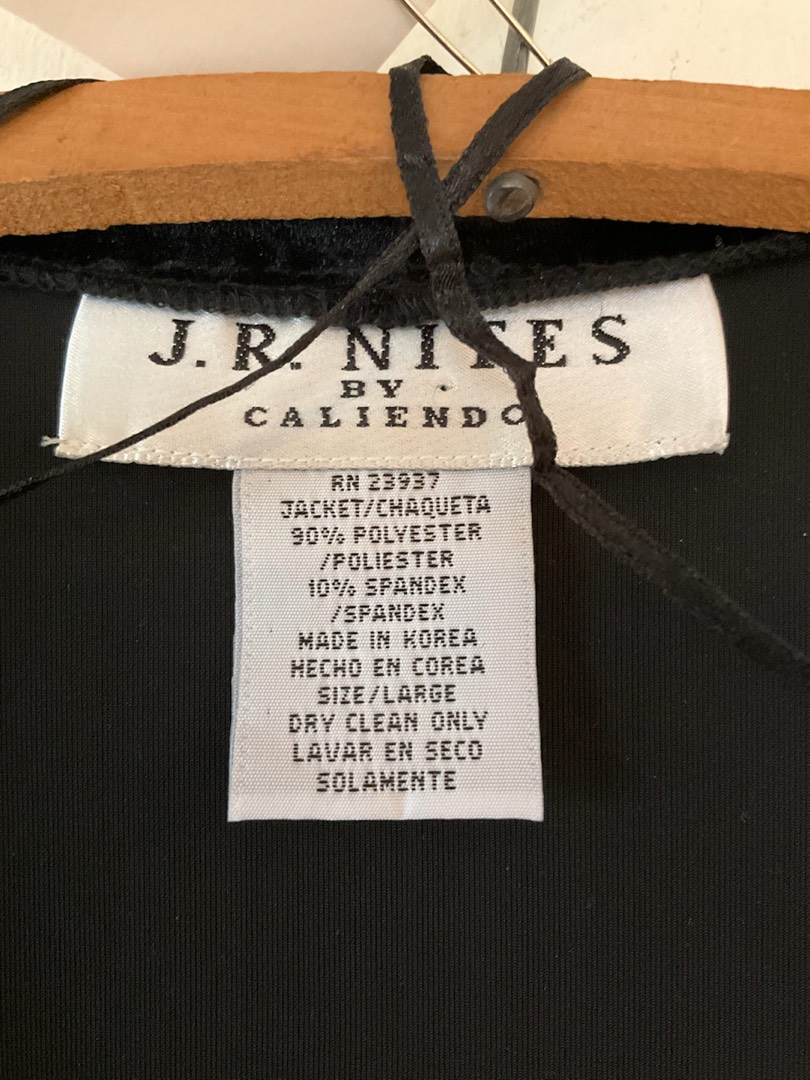 J.R. NITES
BY
CALIENDO
RN 23937
JACKET/CHAQUETA
90% POLYESTER
/POLIESTER
10% SPANDEX
/SPANDEX
MADE IN KOREA
HECHO EN COREA
SIZE/LARGE
DRY CLEAN ONLY
LAVAR EN SECO
SOLAMENTE